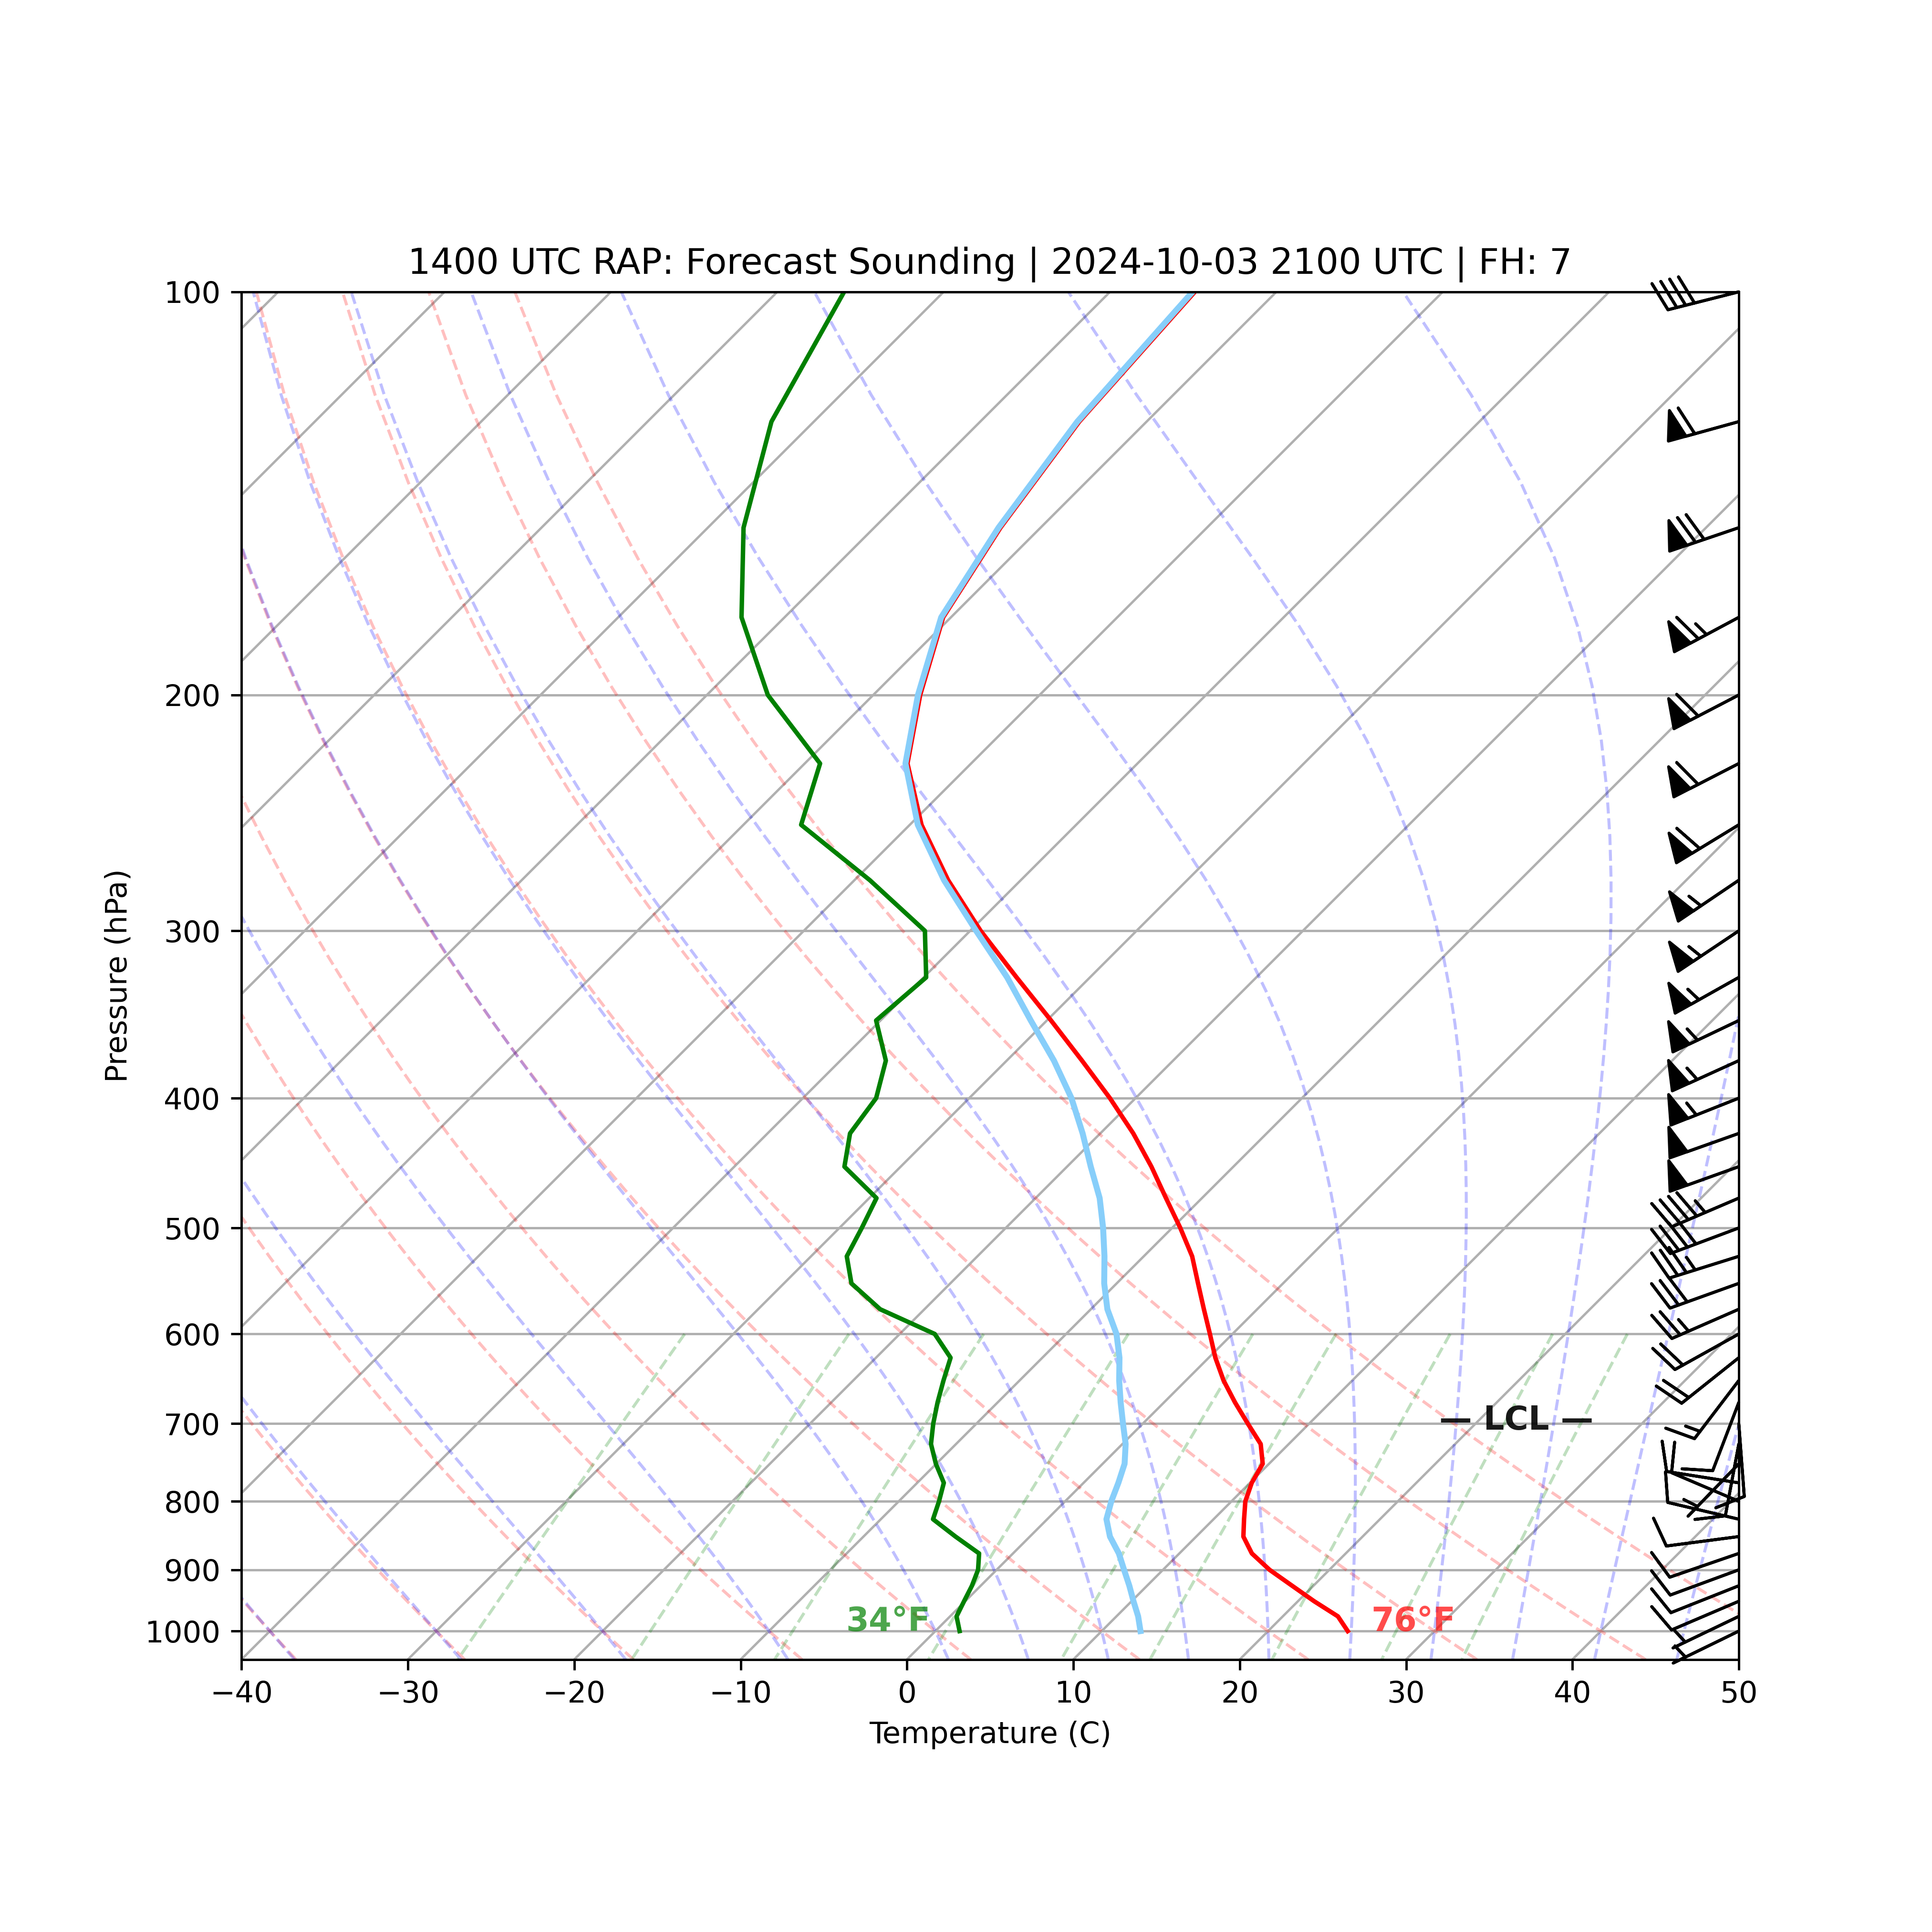 1400 UTC RAP: Forecast Sounding | 2024-10-03 2100 UTC | FH: 7
100
200
300
400
500
600
700
800
900
1000
Pressure (hPa)
LCL
34°F
76°F
−40 −30 −20 −10 0 10 20 30 40 50
Temperature (C)